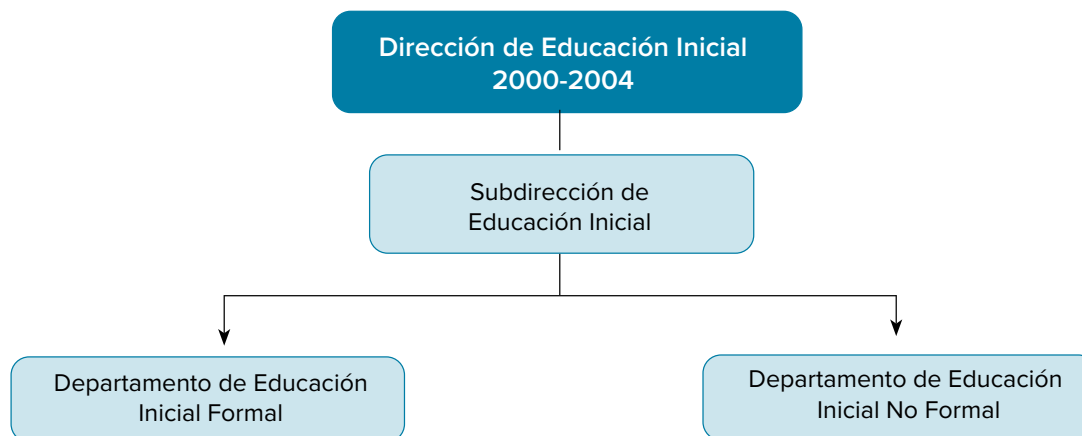 Dirección de Educación Inicial
2000-2004
Subdirección de
Educación Inicial
Departamento de Educación
Inicial Formal
Departamento de Educación
Inicial No Formal